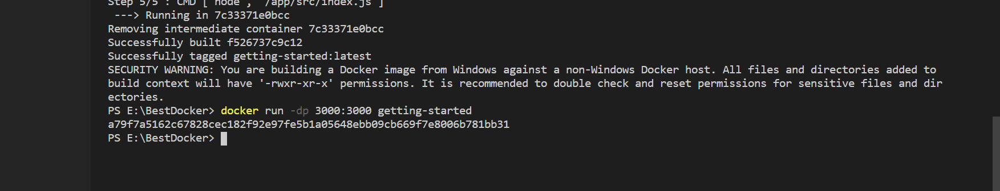 Step 5/5 : CMD [ node , /app/src/index.js ]
---> Running in 7c33371e0bcc
Removing intermediate container 7c33371e0bcc
Successfully built f526737c9c12
Successfully tagged getting-started:latest
SECURITY WARNING: You are building a Docker image from Windows against a non-Windows Docker host. All files and directories added to
build context will have '-rwxr-xr-x' permissions. It is recommended to double check and reset permissions for sensitive files and dir
ectories.
PS E:\BestDocker> docker run -dp 3000:3000 getting-started
a79f7a5162c67828cec182f92e97fe5b1a05648ebb09cb669f7e8006b781bb31
PS E:\BestDocker>